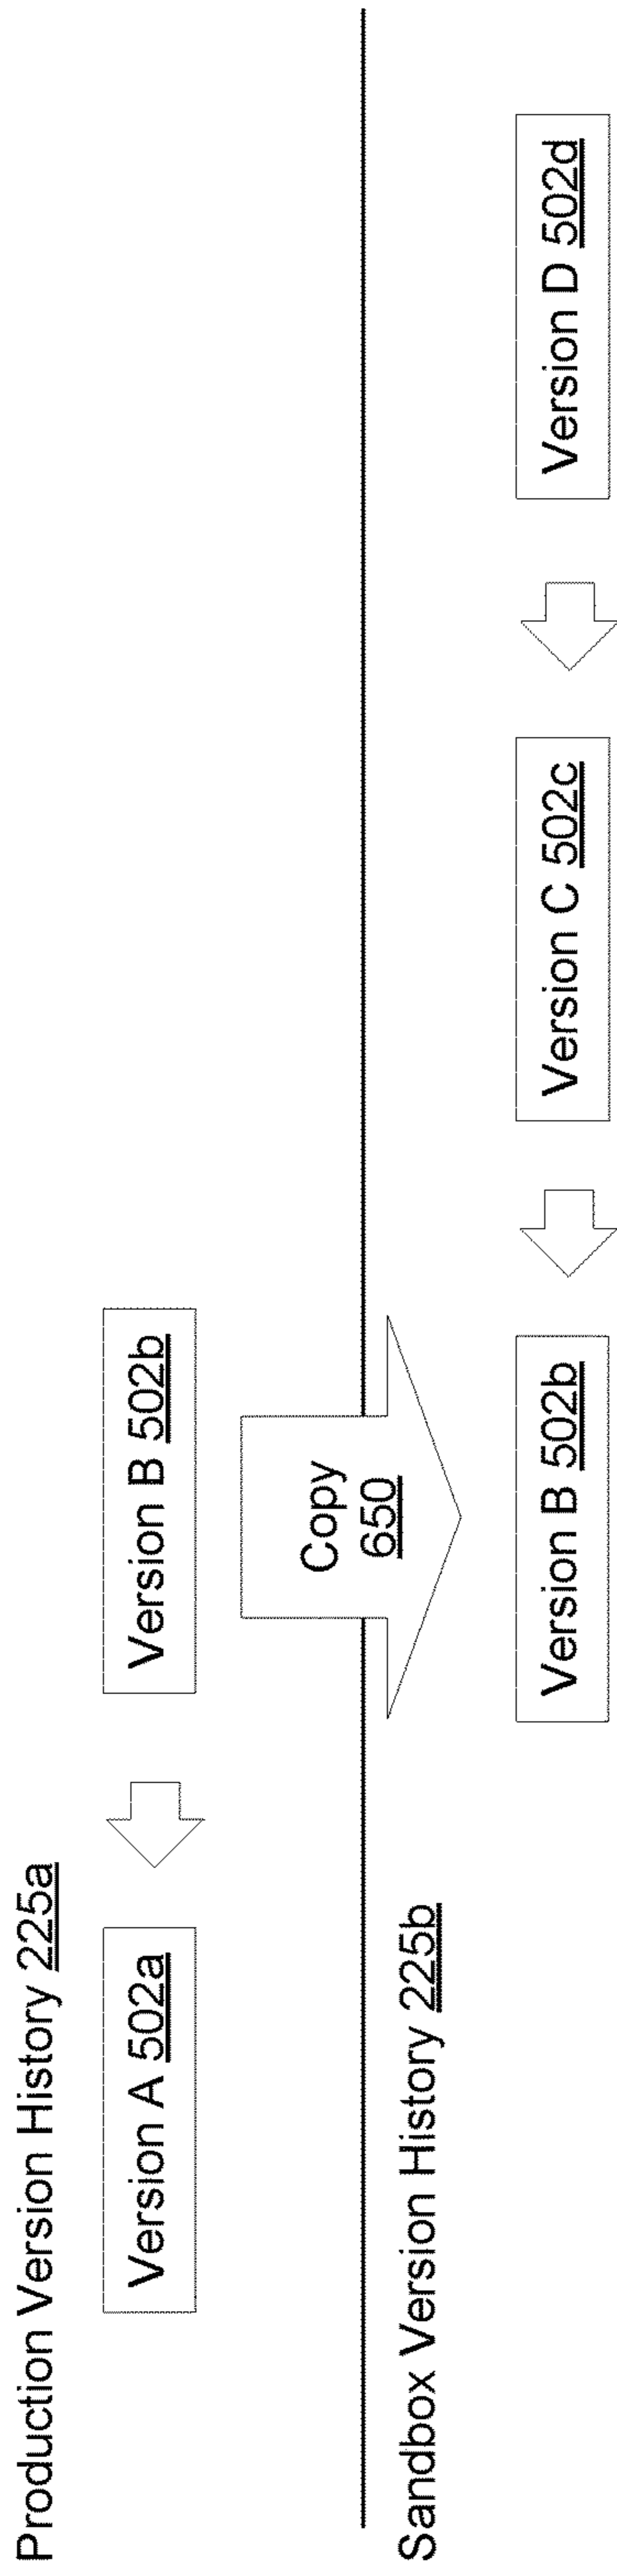 Production Version History 225a
Version A 502a
Version B 502b
Copy
650
Sandbox Version History 225b
Version B 502b
Version C 502c
Version D 502d